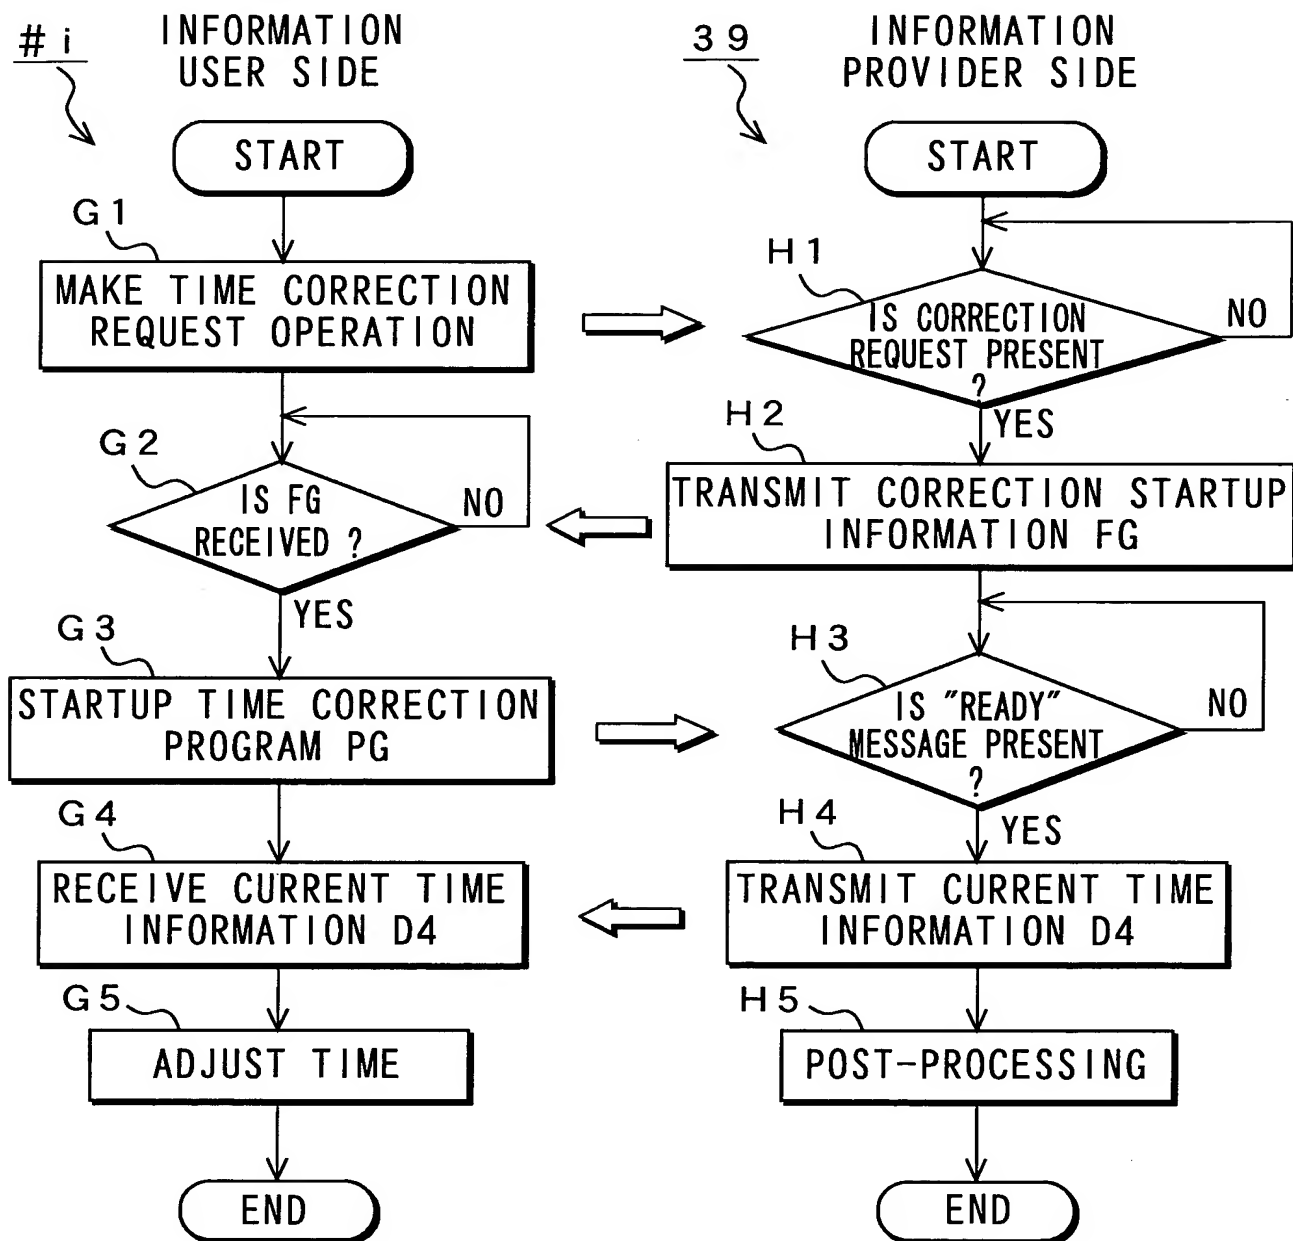 #i
INFORMATION
USER SIDE
START
G1
MAKE TIME CORRECTION
REQUEST OPERATION
G2
IS FG
RECEIVED ?
NO
YES
G3
STARTUP TIME CORRECTION
PROGRAM PG
G4
RECEIVE CURRENT TIME
INFORMATION D4
G5
ADJUST TIME
END
39
INFORMATION
PROVIDER SIDE
START
H1
IS CORRECTION
REQUEST PRESENT
?
NO
YES
H2
TRANSMIT CORRECTION STARTUP
INFORMATION FG
H3
IS "READY"
MESSAGE PRESENT
?
NO
YES
H4
TRANSMIT CURRENT TIME
INFORMATION D4
H5
POST-PROCESSING
END